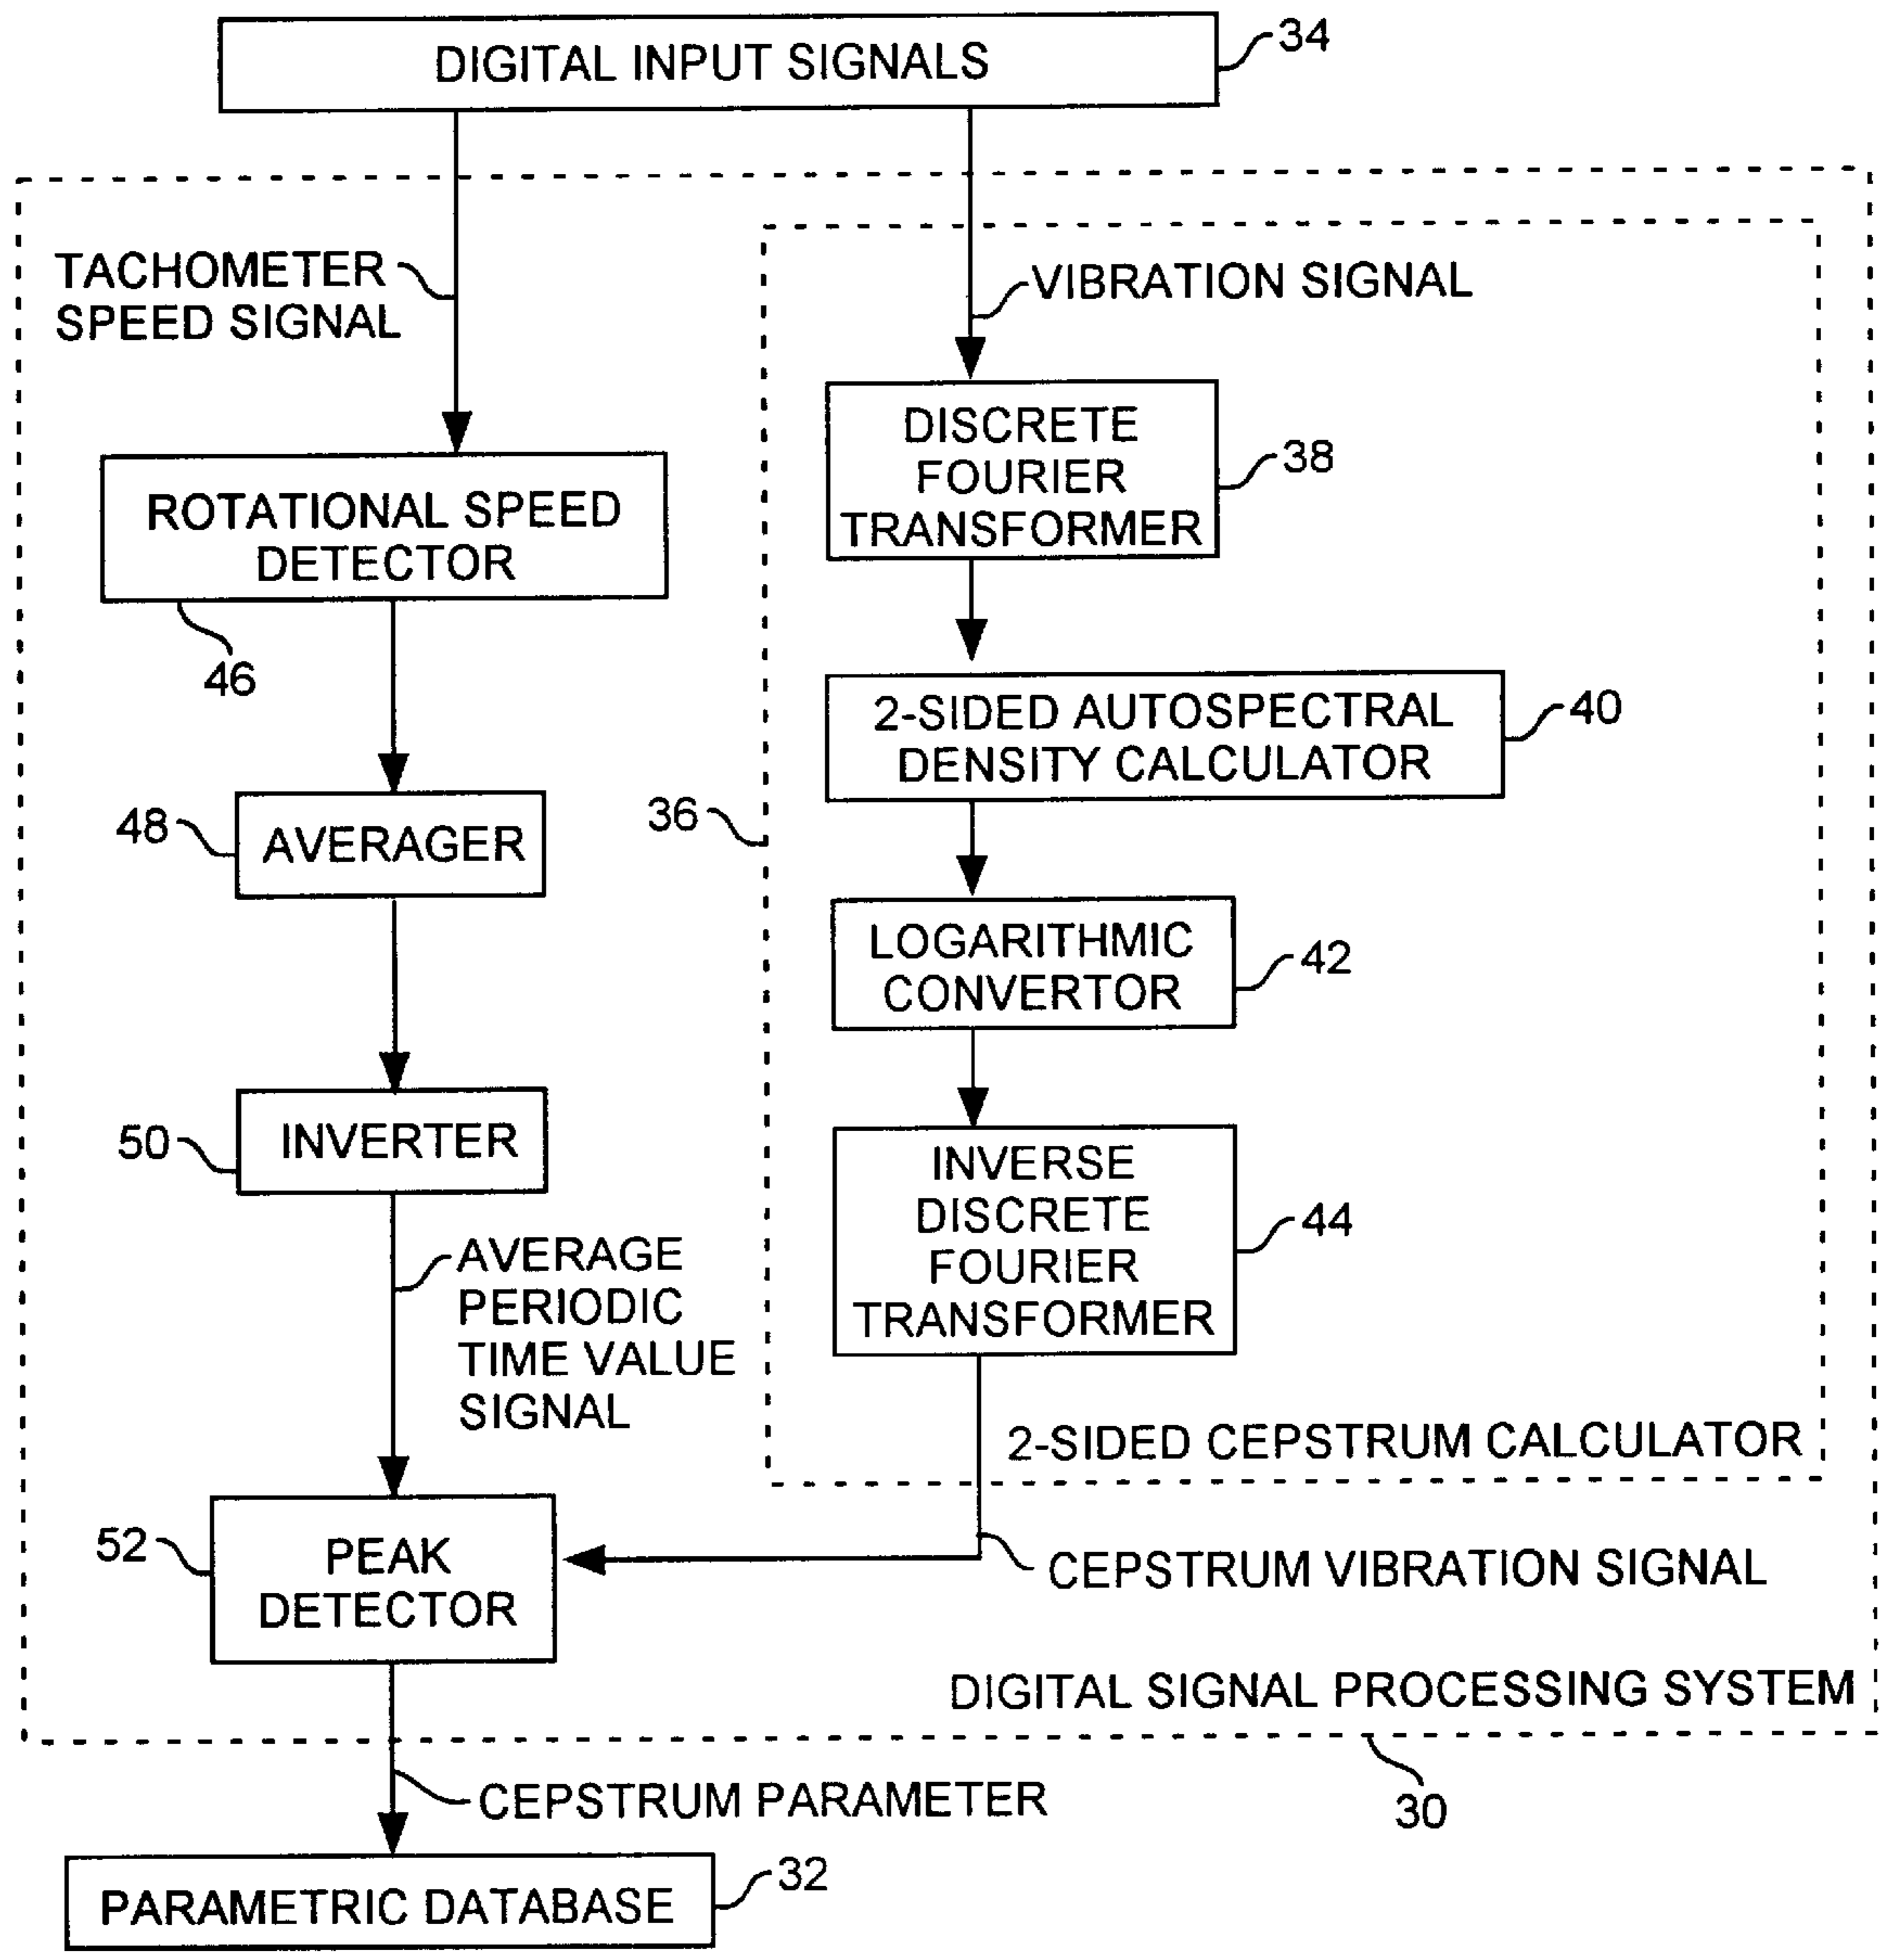 DIGITAL INPUT SIGNALS
34
TACHOMETER
SPEED SIGNAL
VIBRATION SIGNAL
DISCRETE
FOURIER
TRANSFORMER
38
ROTATIONAL SPEED
DETECTOR
46
2-SIDED AUTOSPECTRAL
DENSITY CALCULATOR
40
36
48
AVERAGER
LOGARITHMIC
CONVERTOR
42
50
INVERTER
INVERSE
DISCRETE
FOURIER
TRANSFORMER
44
AVERAGE
PERIODIC
TIME VALUE
SIGNAL
2-SIDED CEPSTRUM CALCULATOR
52
PEAK
DETECTOR
CEPSTRUM VIBRATION SIGNAL
DIGITAL SIGNAL PROCESSING SYSTEM
30
CEPSTRUM PARAMETER
PARAMETRIC DATABASE
32